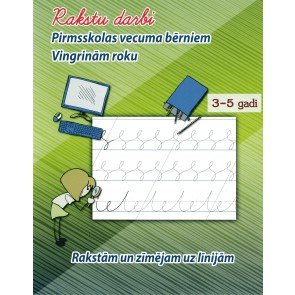 Rakstu darbi
Pirmsskolas vecuma bērniem
Vingrinām roku
3-5 gadi
Rakstām un zīmējam uz līnijām